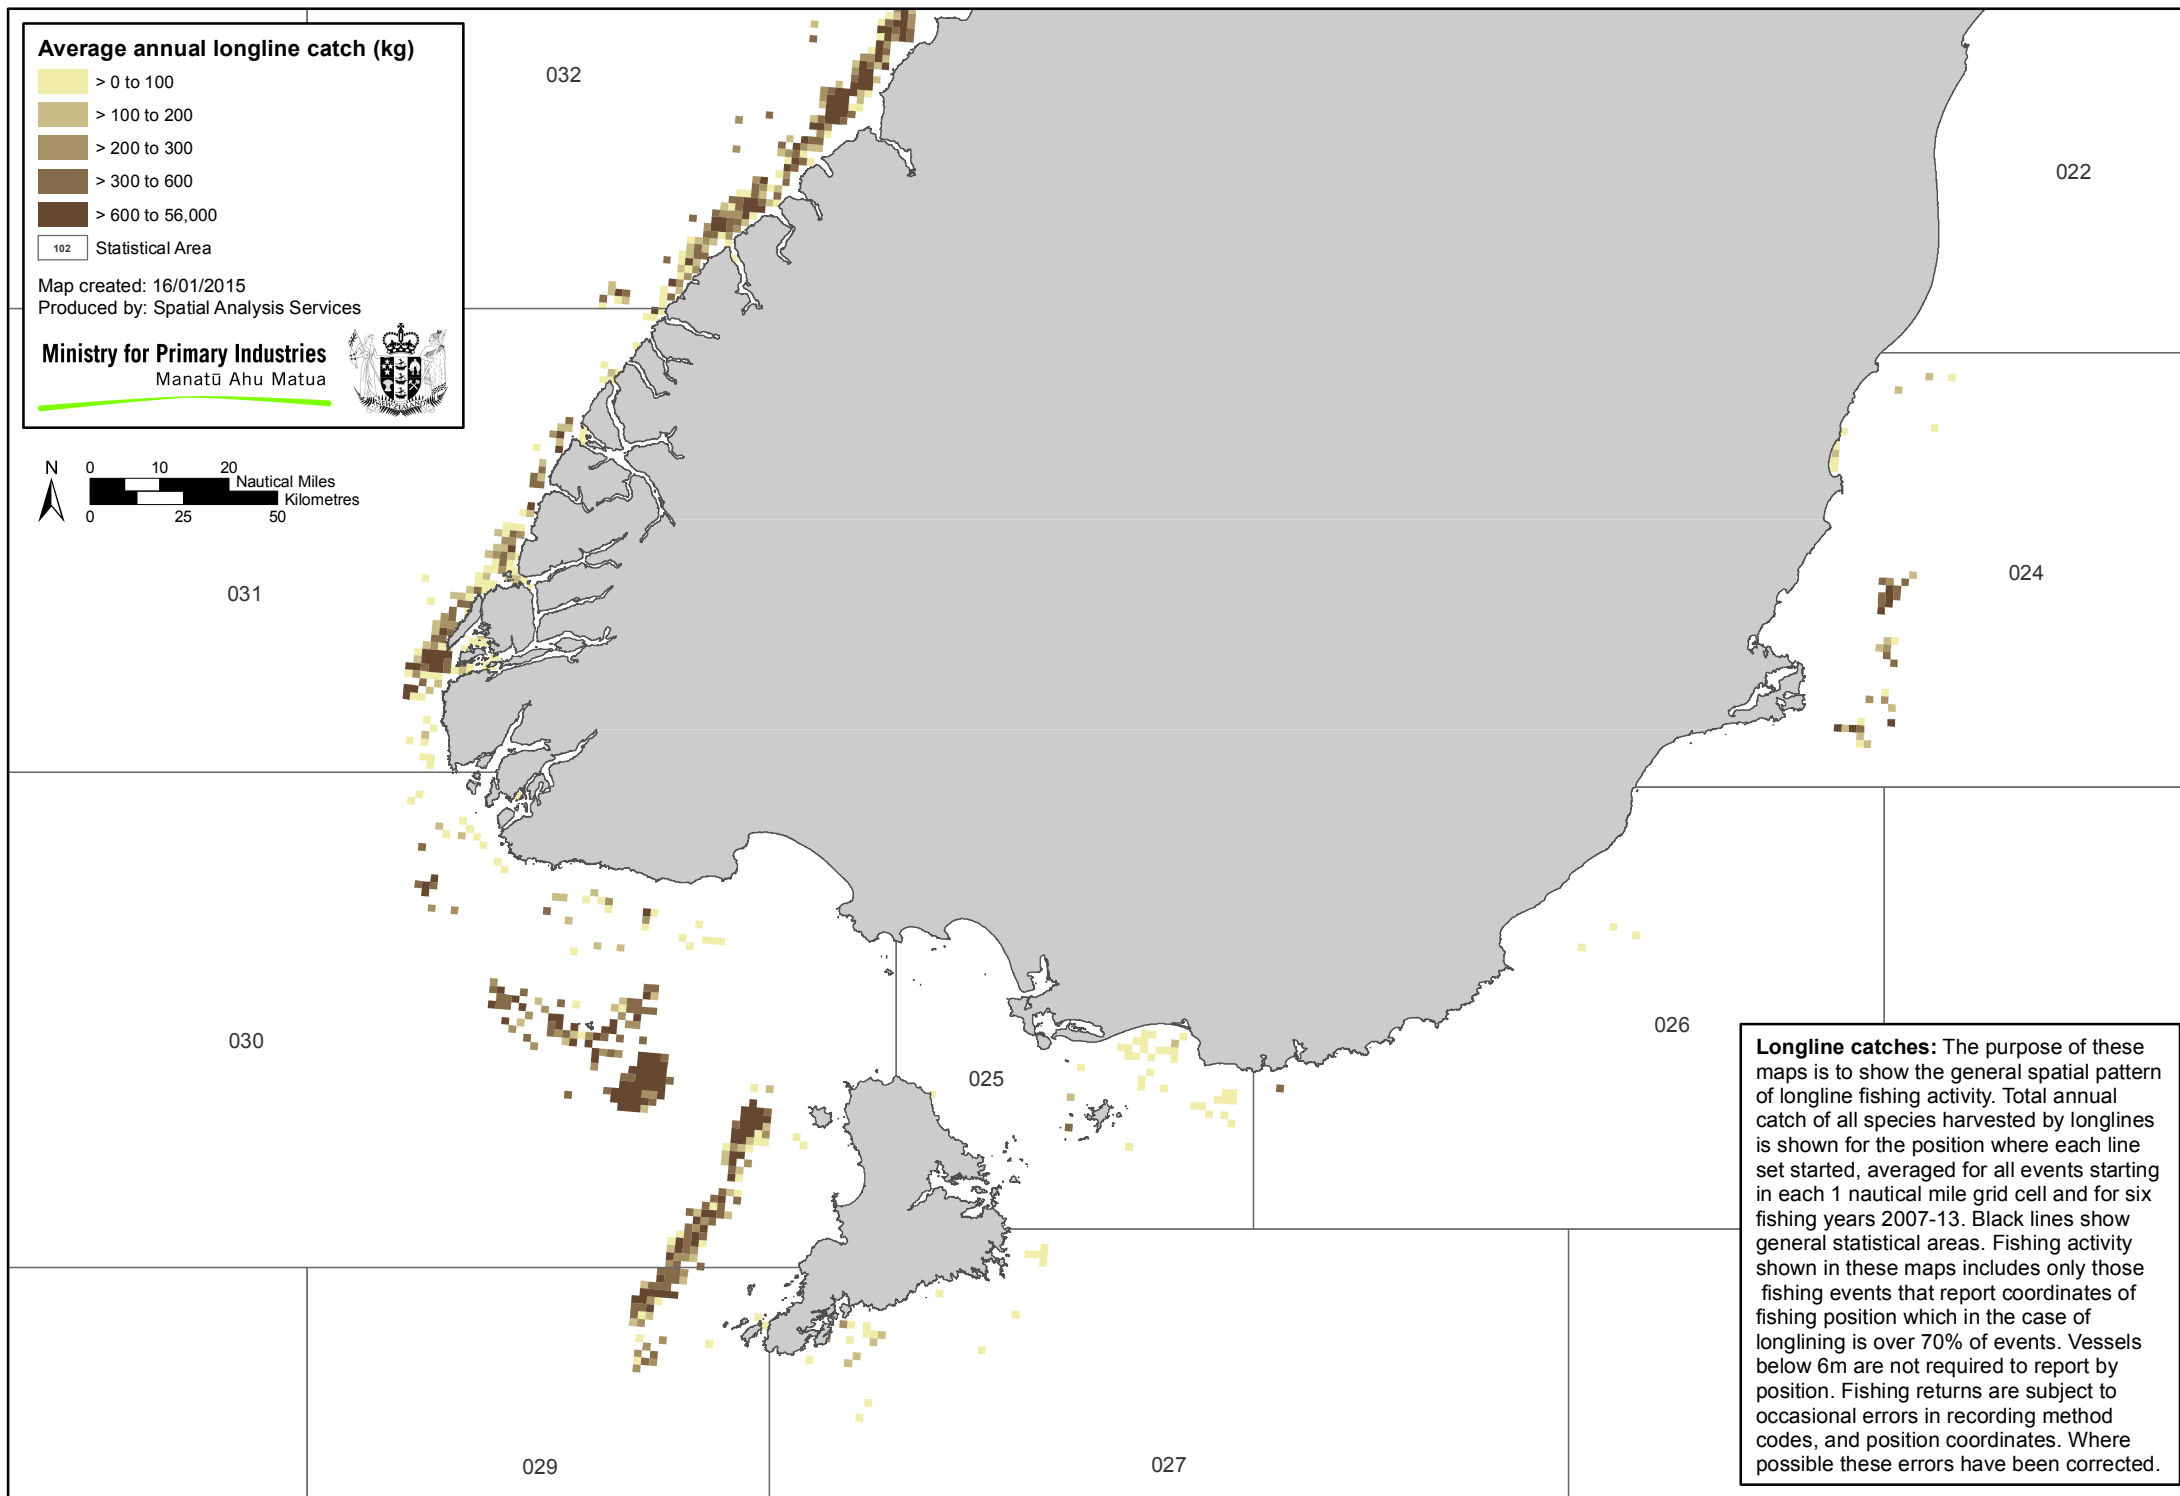 Average annual longline catch (kg)
> 0 to 100
> 100 to 200
> 200 to 300
> 300 to 600
> 600 to 56,000
102 Statistical Area
Map created: 16/01/2015
Produced by: Spatial Analysis Services
Ministry for Primary Industries
Manatū Ahu Matua
NEW ZEALAND
032
022
N
0 10 20
Nautical Miles
Kilometres
0 25 50
031
024
030
025
026
029
027
Longline catches: The purpose of these
maps is to show the general spatial pattern
of longline fishing activity. Total annual
catch of all species harvested by longlines
is shown for the position where each line
set started, averaged for all events starting
in each 1 nautical mile grid cell and for six
fishing years 2007-13. Black lines show
general statistical areas. Fishing activity
shown in these maps includes only those
fishing events that report coordinates of
fishing position which in the case of
longlining is over 70% of events. Vessels
below 6m are not required to report by
position. Fishing returns are subject to
occasional errors in recording method
codes, and position coordinates. Where
possible these errors have been corrected.